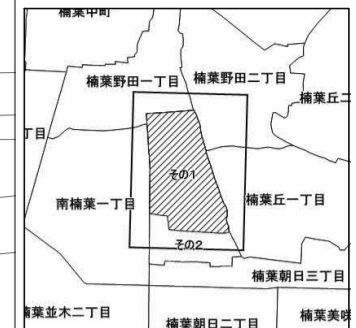 楠葉中町
楠葉野田一丁目
楠葉野田二丁目
楠葉丘二
丁目
その1
南楠葉一丁目
楠葉丘一丁目
その2
楠葉朝日三丁目
楠葉並木二丁目
楠葉朝日二丁目
楠葉美咲